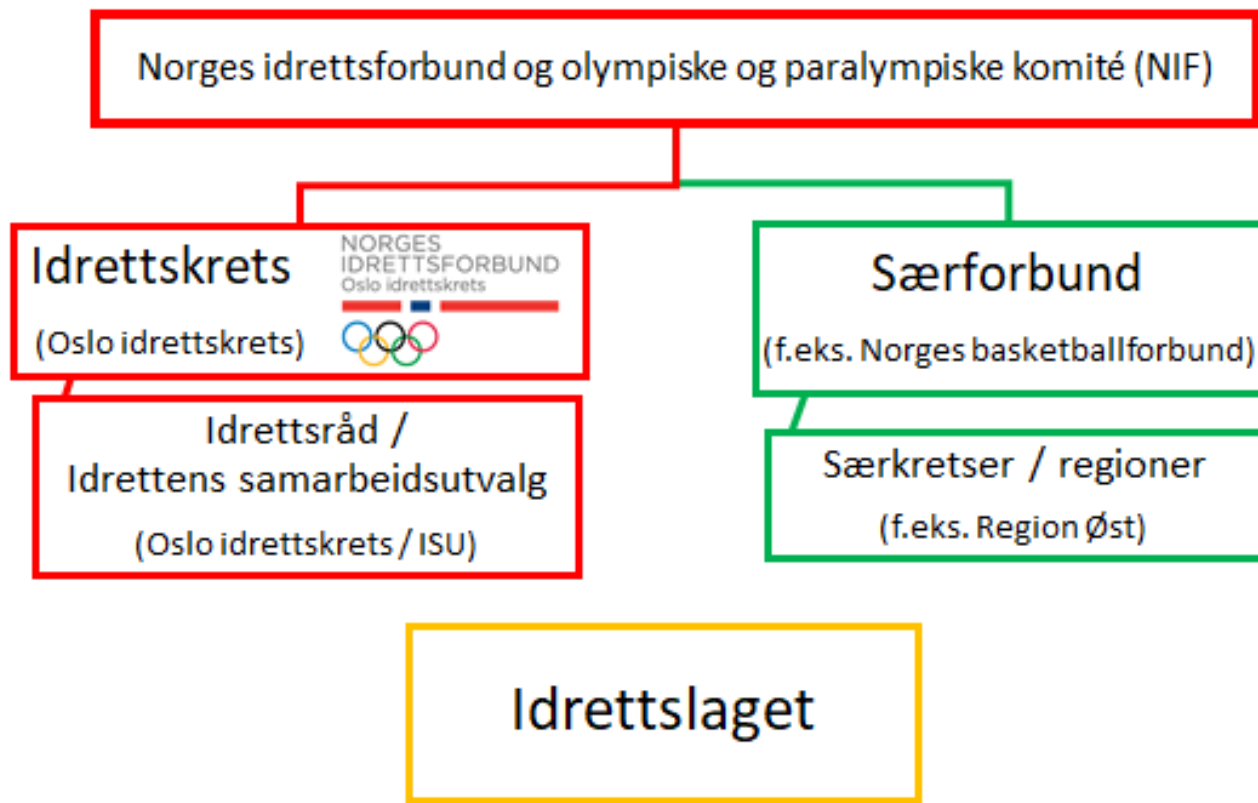 Norges idrettsforbund og olympiske og paralympiske komité (NIF)
Idrettskrets
(Oslo idrettskrets)
NORGES
IDRETTSFORBUND
Oslo idrettskrets
Særforbund
(f.eks. Norges basketballforbund)
Idrettsråd /
Idrettens samarbeidsutvalg
(Oslo idrettskrets / ISU)
Særkretser / regioner
(f.eks. Region Øst)
Idrettslaget